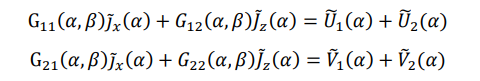 G₁₁(α,β)J̃ₓ(α) + G₁₂(α,β)J̃_z(α) = Ũ₁(α) + Ũ₂(α)
G₂₁(α,β)J̃ₓ(α) + G₂₂(α,β)J̃_z(α) = Ṽ₁(α) + Ṽ₂(α)